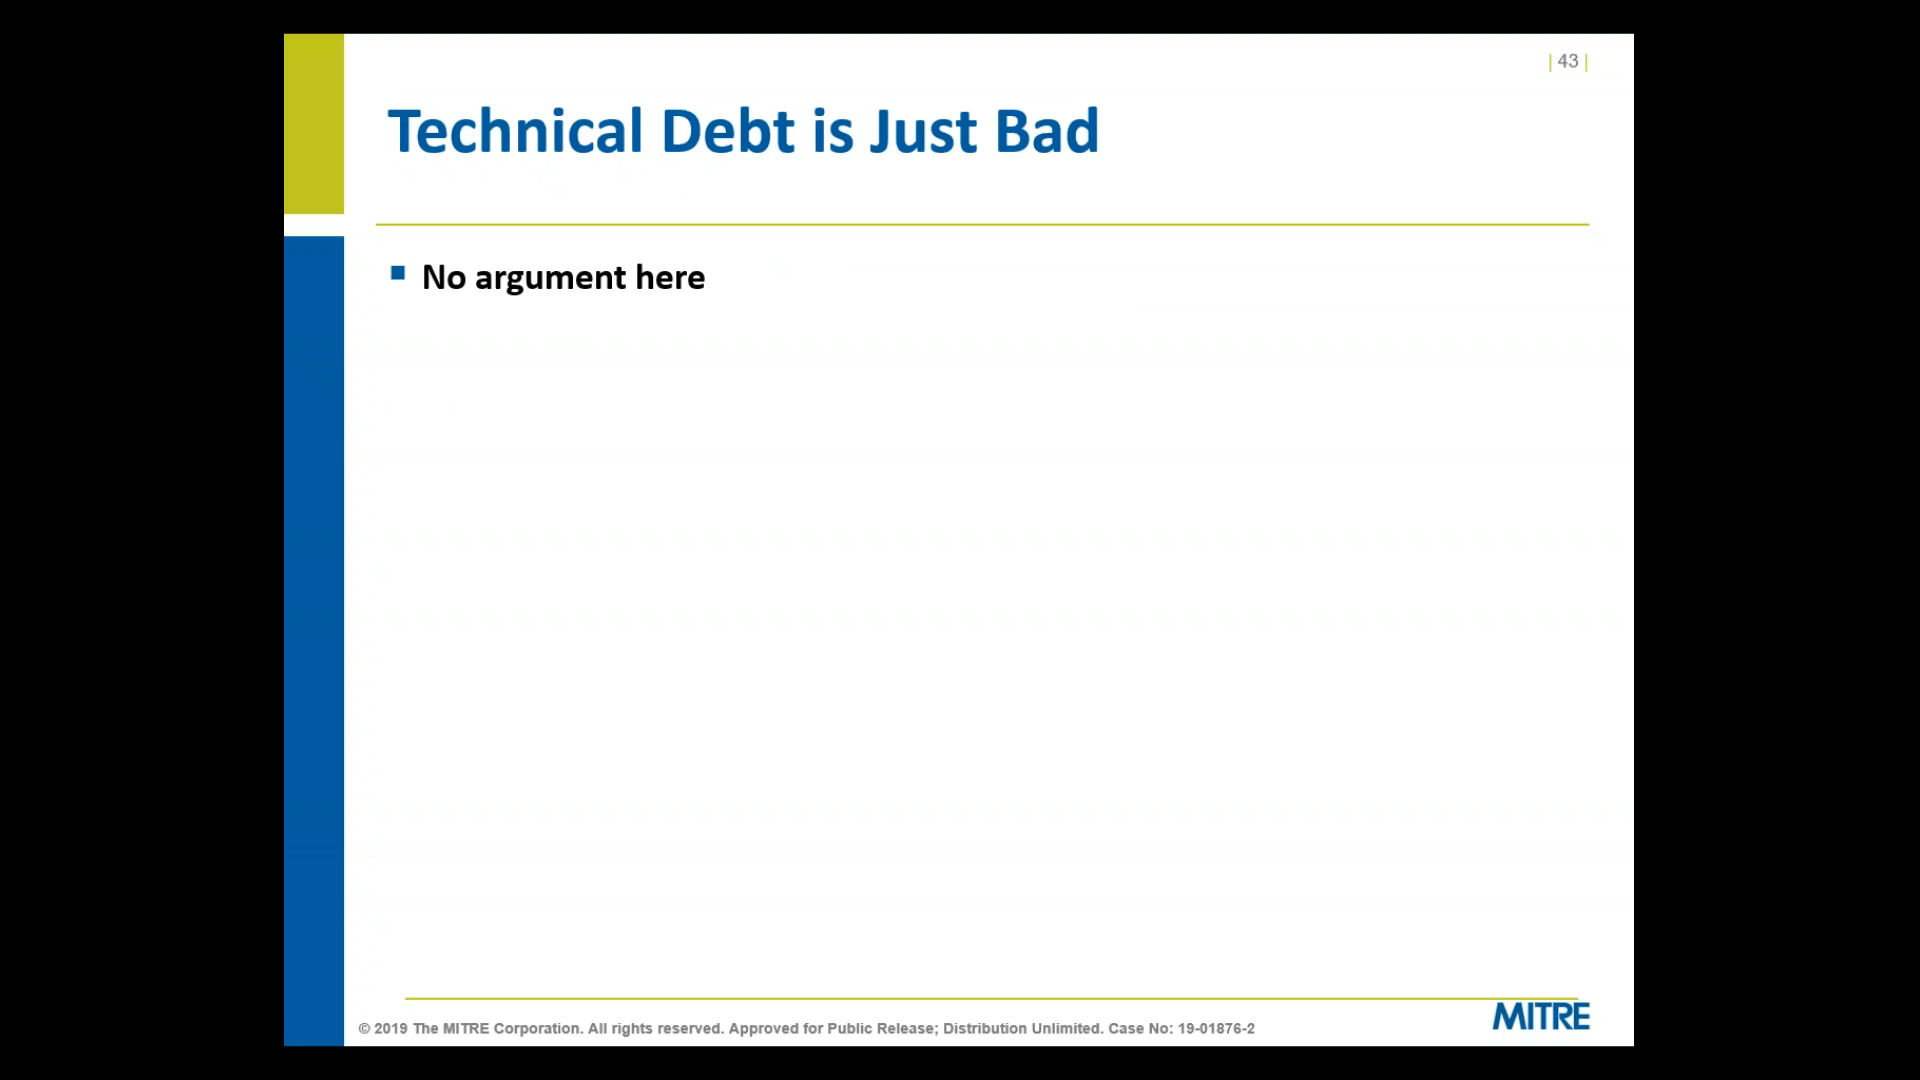 | 43 |
Technical Debt is Just Bad
No argument here
© 2019 The MITRE Corporation. All rights reserved. Approved for Public Release; Distribution Unlimited. Case No: 19-01876-2
MITRE